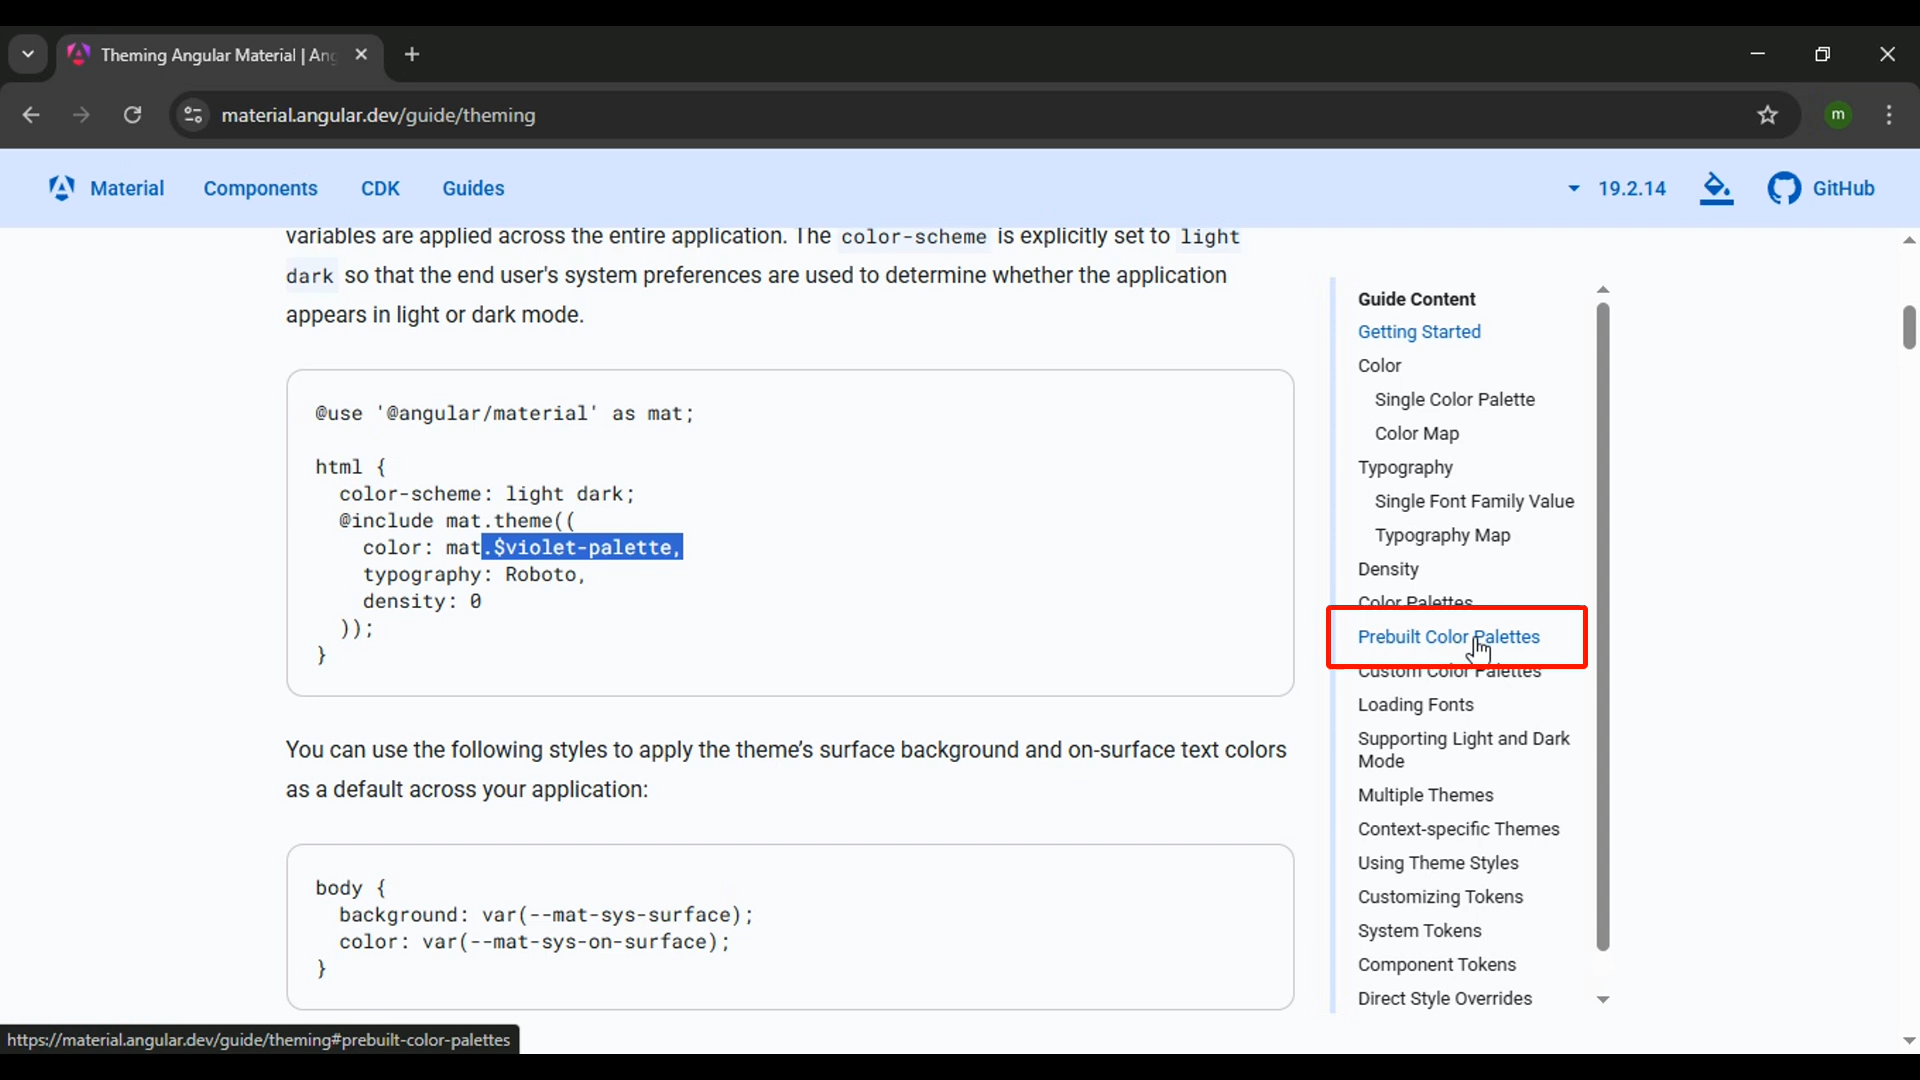 Theming Angular Material | Ang
material.angular.dev/guide/theming
m
Material Components CDK Guides 19.2.14 GitHub
variables are applied across the entire application. The color-scheme is explicitly set to light
dark so that the end user's system preferences are used to determine whether the application
appears in light or dark mode.
@use '@angular/material' as mat;
html {
color-scheme: light dark;
@include mat.theme((
color: mat.$violet-palette,
typography: Roboto,
density: 0
));
}
You can use the following styles to apply the theme’s surface background and on-surface text colors
as a default across your application:
body {
background: var(--mat-sys-surface);
color: var(--mat-sys-on-surface);
}
Guide Content
Getting Started
Color
Single Color Palette
Color Map
Typography
Single Font Family Value
Typography Map
Density
Color Palettes
Prebuilt Color Palettes
Custom Color Palettes
Loading Fonts
Supporting Light and Dark
Mode
Multiple Themes
Context-specific Themes
Using Theme Styles
Customizing Tokens
System Tokens
Component Tokens
Direct Style Overrides
https://material.angular.dev/guide/theming#prebuilt-color-palettes